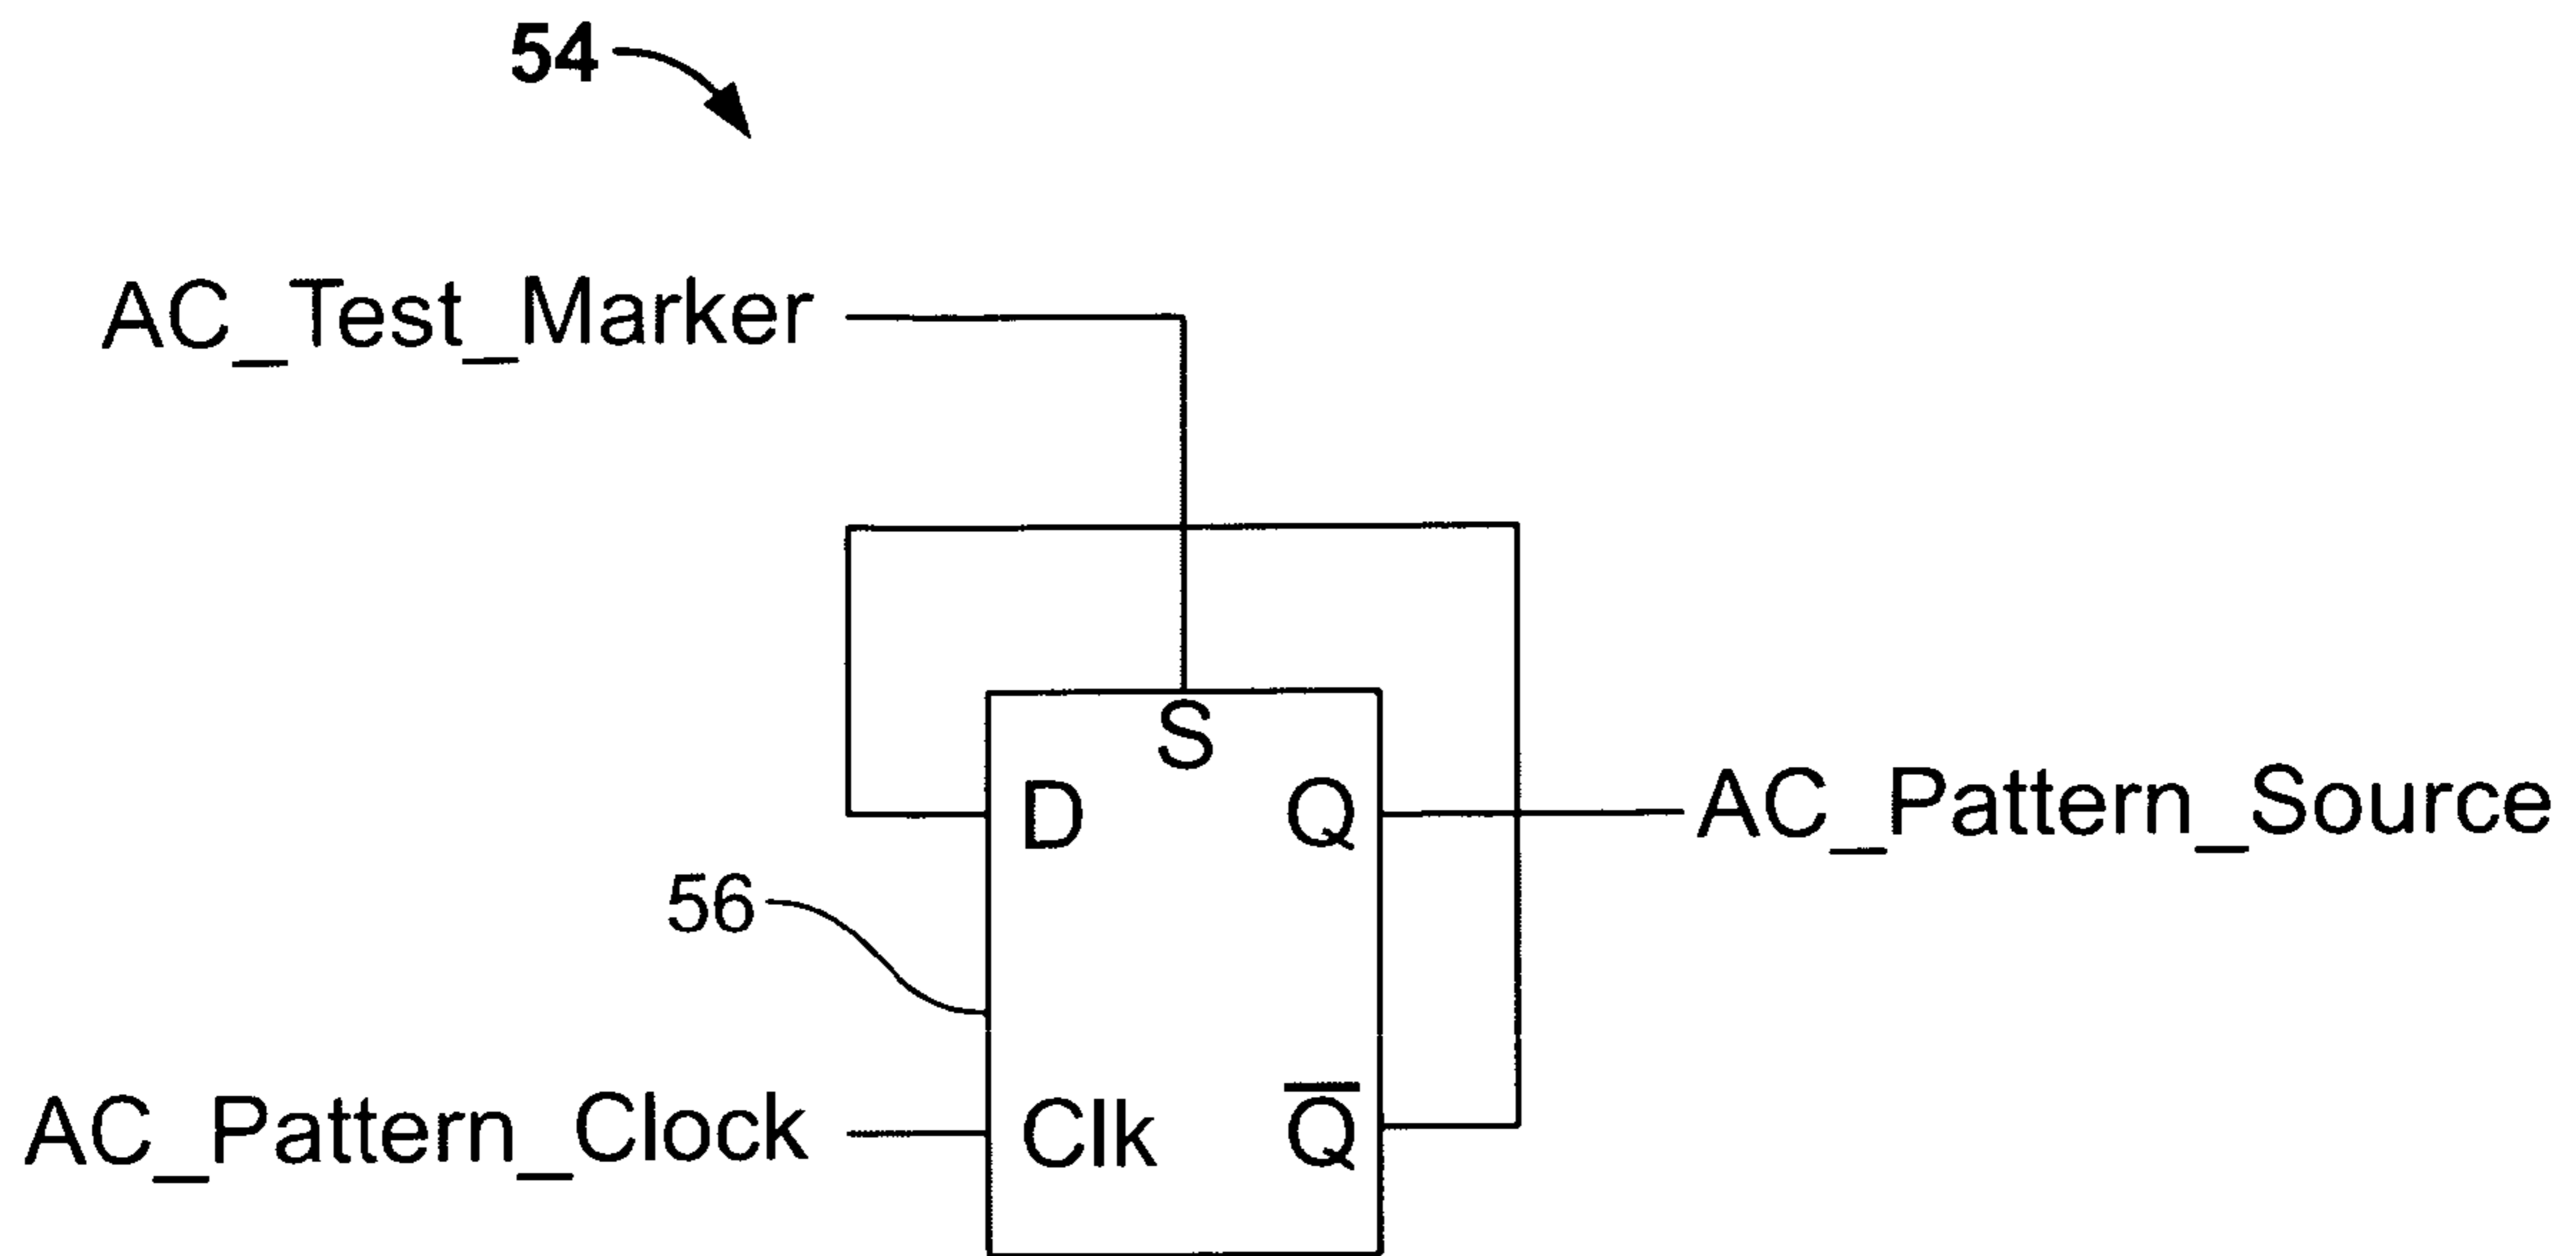 54
AC_Test_Marker
S
D
Q
AC_Pattern_Source
56
AC_Pattern_Clock
Clk
Q̅